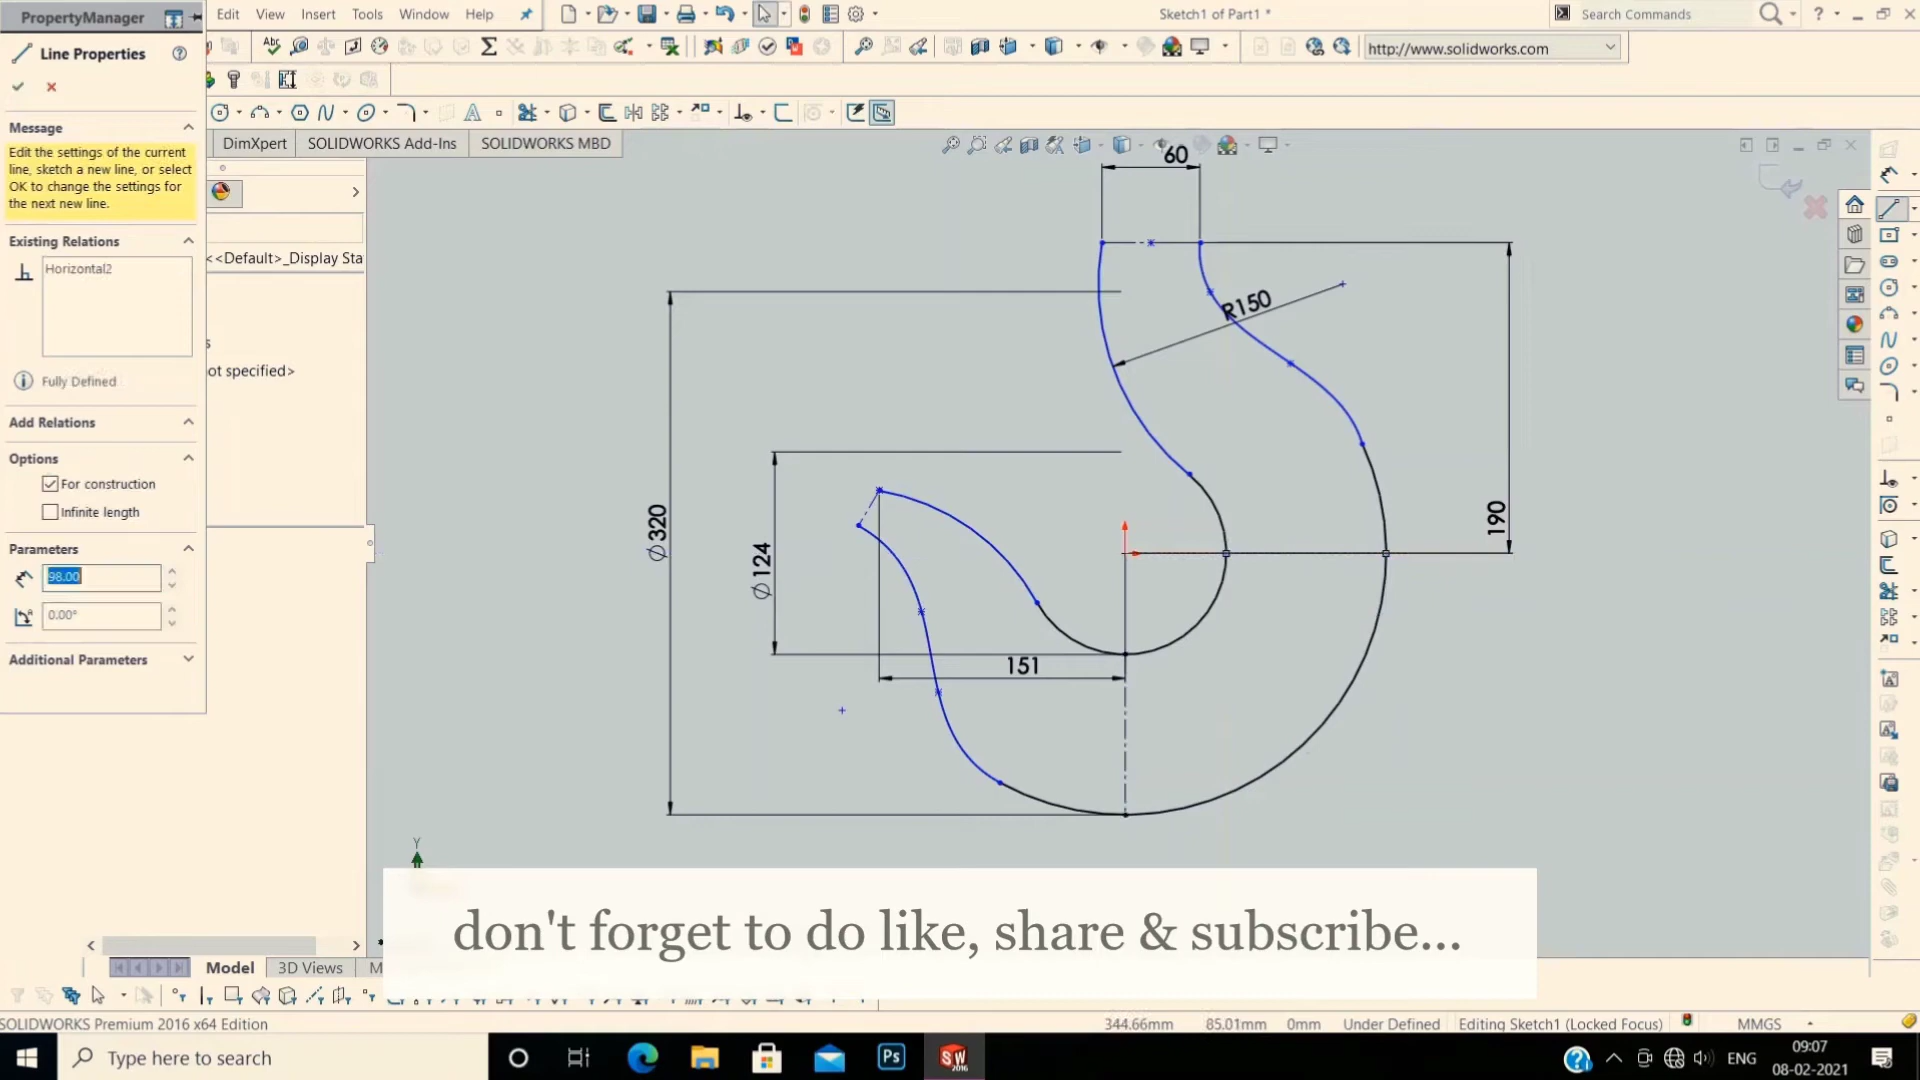 PropertyManager
Edit View Insert Tools Window Help
Sketch1 of Part1 *
Search Commands
?
Line Properties
http://www.solidworks.com
Message
DimXpert SOLIDWORKS Add-Ins SOLIDWORKS MBD
Edit the settings of the current
line, sketch a new line, or select
OK to change the settings for
the next new line.
Existing Relations
Horizontal2
<<Default>_Display Sta
ot specified>
Fully Defined
Add Relations
Options
For construction
Infinite length
Parameters
98.00
0.00°
Additional Parameters
60
R150
∅320
∅124
190
151
Y
don't forget to do like, share & subscribe...
Model 3D Views M
SOLIDWORKS Premium 2016 x64 Edition
344.66mm 85.01mm 0mm Under Defined Editing Sketch1 (Locked Focus) MMGS
Type here to search
Ps
SW
2016
ENG
09:07
08-02-2021